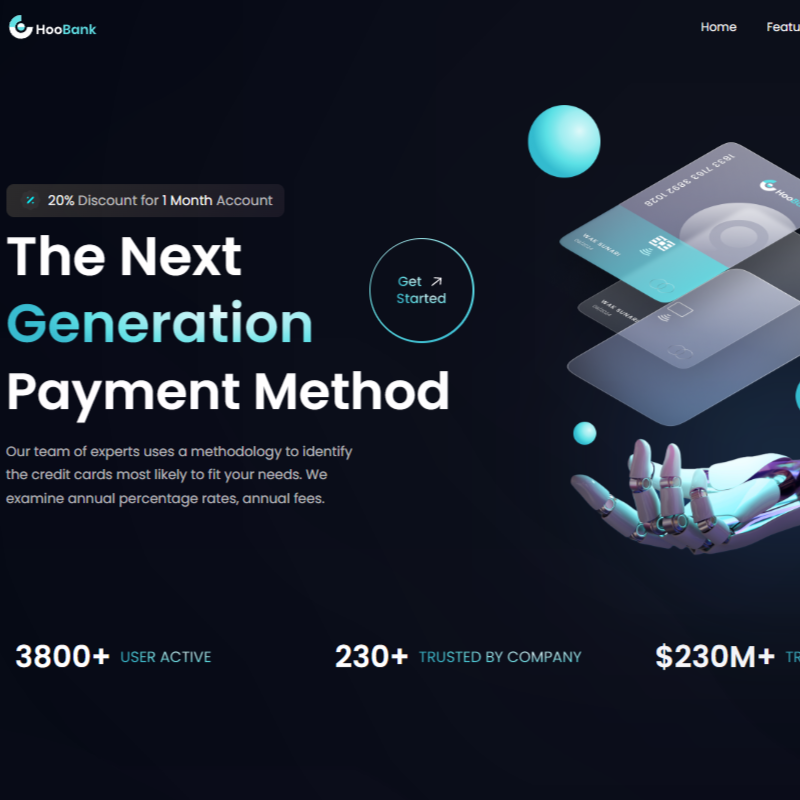 HooBank
Home Featu
20% Discount for 1 Month Account
The Next
Generation
Payment Method
Get
Started
Our team of experts uses a methodology to identify
the credit cards most likely to fit your needs. We
examine annual percentage rates, annual fees.
3800+ USER ACTIVE
230+ TRUSTED BY COMPANY
$230M+ TR